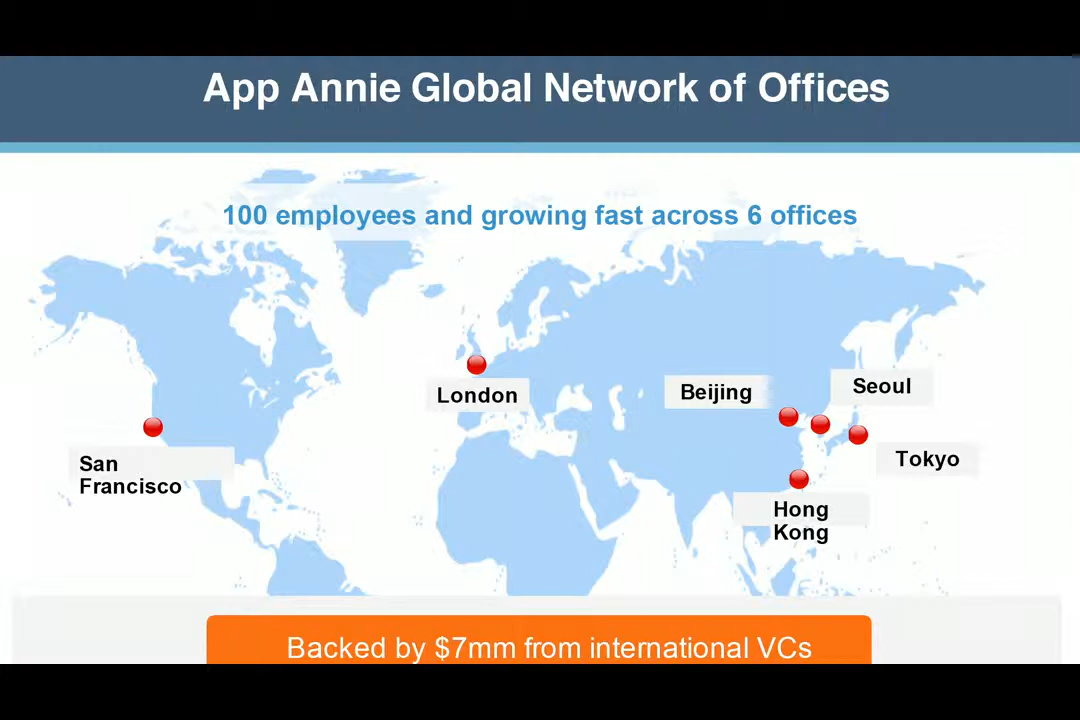 App Annie Global Network of Offices
100 employees and growing fast across 6 offices
London
Beijing
Seoul
Tokyo
San
Francisco
Hong
Kong
Backed by $7mm from international VCs